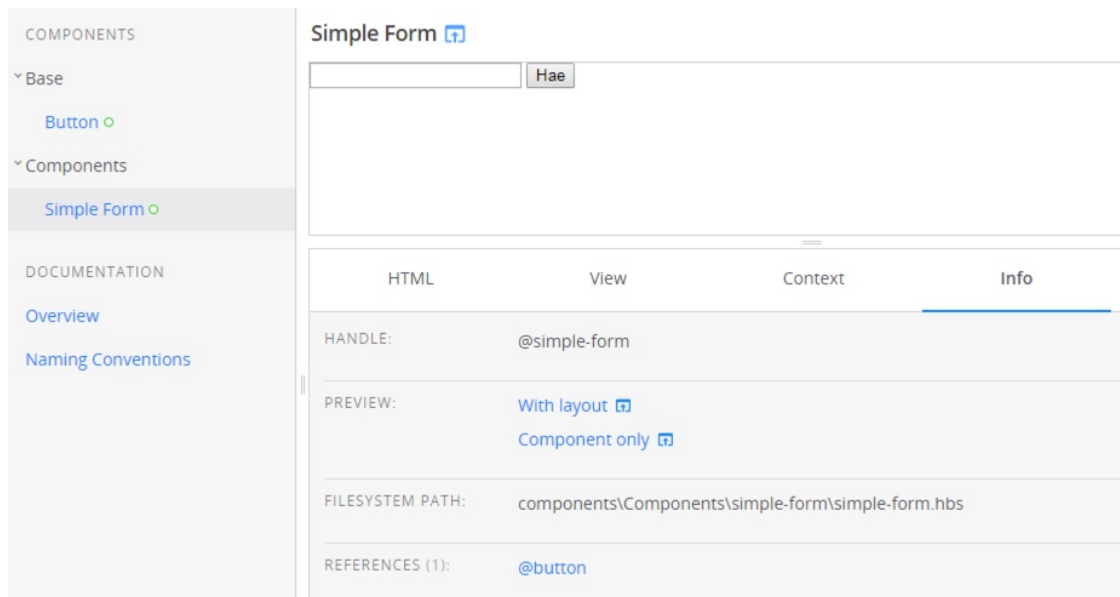 COMPONENTS
Base
Button
Components
Simple Form
DOCUMENTATION
Overview
Naming Conventions
Simple Form
Hae
HTML View Context Info
HANDLE: @simple-form
PREVIEW: With layout
Component only
FILESYSTEM PATH: components\Components\simple-form\simple-form.hbs
REFERENCES (1): @button